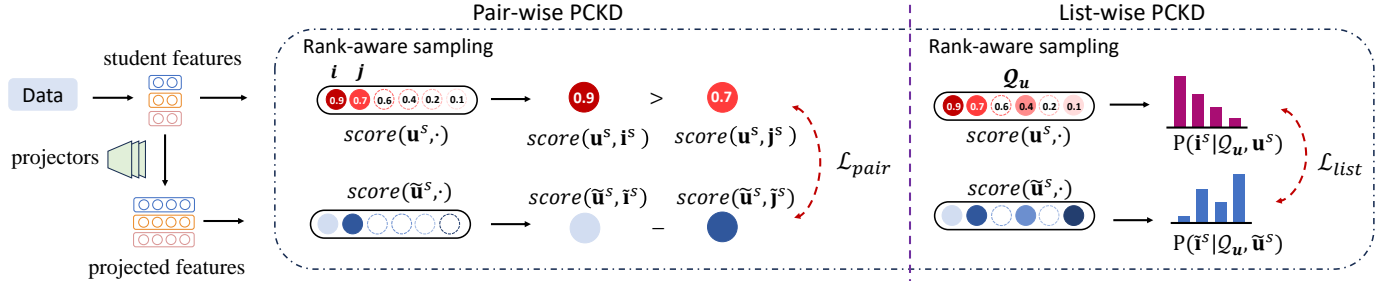 Pair-wise PCKD
List-wise PCKD
student features
Data
projectors
projected features
Rank-aware sampling
i j
0.9 0.7 0.6 0.4 0.2 0.1
score(u^s,·)
0.9 > 0.7
score(u^s, i^s) score(u^s, j^s)
score(ũ^s,·)
score(ũ^s, ĩ^s) score(ũ^s, j̃^s)
−
ℒ_pair
Rank-aware sampling
𝒬_u
0.9 0.7 0.6 0.4 0.2 0.1
score(u^s,·)
P(i^s|𝒬_u, u^s)
score(ũ^s,·)
P(ĩ^s|𝒬_u, ũ^s)
ℒ_list